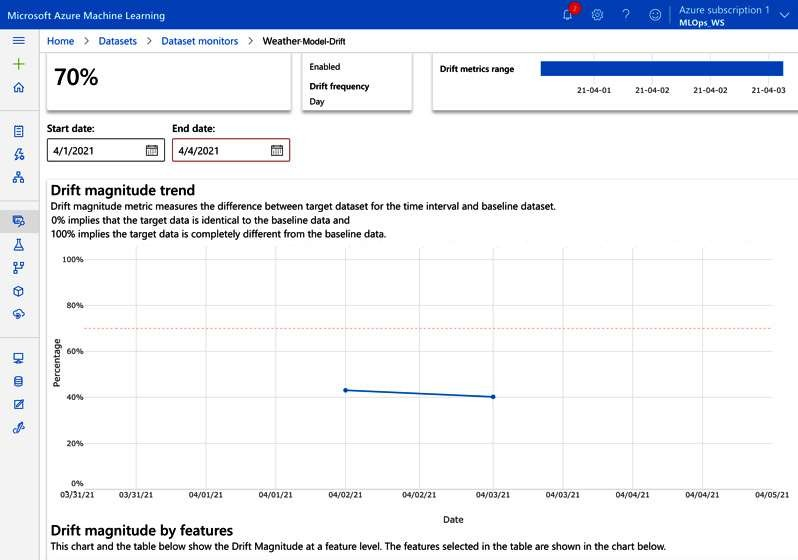 Microsoft Azure Machine Learning
2
Azure subscription 1
MLOps_WS
Home > Datasets > Dataset monitors > Weather-Model-Drift
70%
Enabled
Drift frequency
Day
Drift metrics range
21-04-01 21-04-02 21-04-02 21-04-03
Start date: End date:
4/1/2021 4/4/2021
Drift magnitude trend
Drift magnitude metric measures the difference between target dataset for the time interval and baseline dataset.
0% implies that the target data is identical to the baseline data and
100% implies the target data is completely different from the baseline data.
100%
80%
60%
40%
20%
0%
Percentage
03/31/21 03/31/21 04/01/21 04/01/21 04/02/21 04/02/21 04/03/21 04/03/21 04/04/21 04/04/21 04/05/21
Date
Drift magnitude by features
This chart and the table below show the Drift Magnitude at a feature level. The features selected in the table are shown in the chart below.